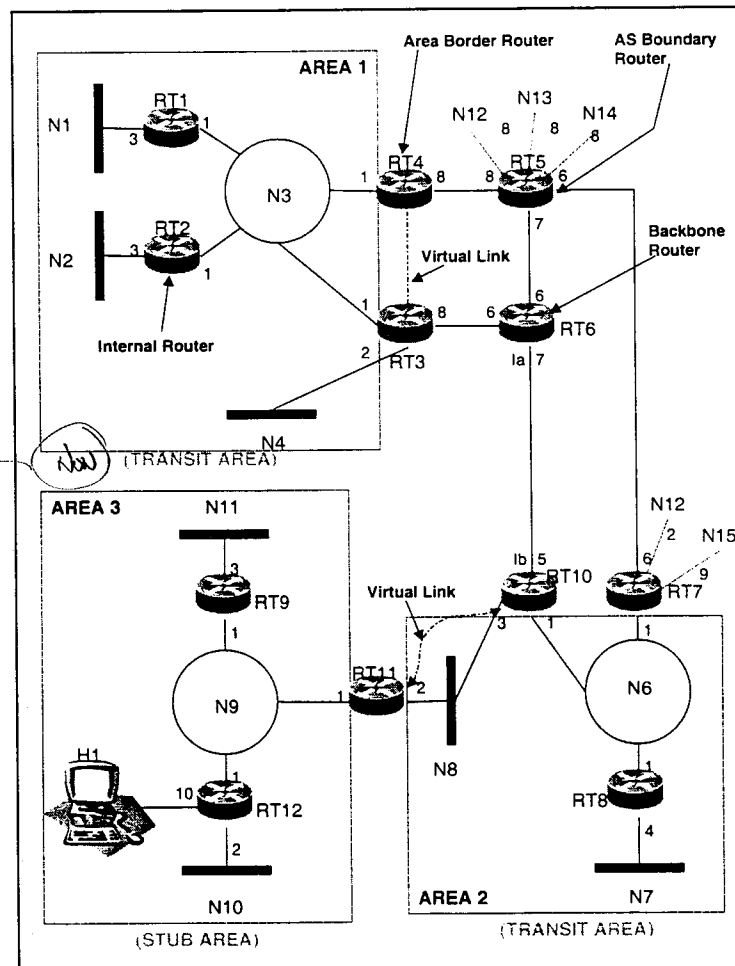 Area Border Router
AS Boundary Router
AREA 1
N13
N12
N14
RT1
8
8
8
N1
3
1
RT4
RT5
1
8
8
6
N3
7
RT2
N2
3
1
Virtual Link
Backbone Router
1
8
6
6
RT3
RT6
Internal Router
2
Ia
7
N4
(TRANSIT AREA)
AREA 3
N11
N12
2
N15
Ib
5
6
9
3
RT10
RT7
RT9
Virtual Link
3
1
1
1
RT11
N9
1
2
N6
H1
N8
1
10
1
RT12
RT8
2
4
N10
AREA 2
N7
(STUB AREA)
(TRANSIT AREA)